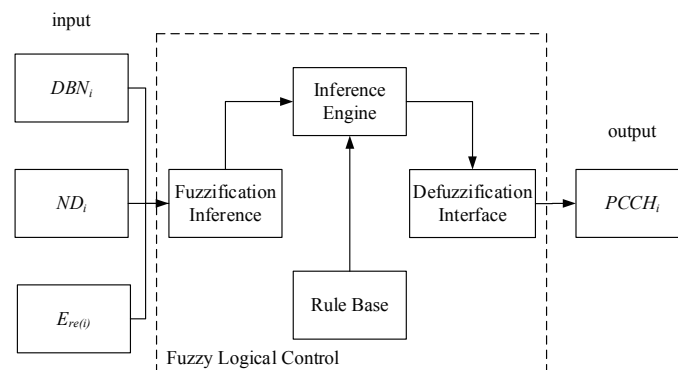 input
DBNi
NDi
Ere(i)
Fuzzification
Inference
Inference
Engine
Rule Base
Defuzzification
Interface
Fuzzy Logical Control
output
PCCHi